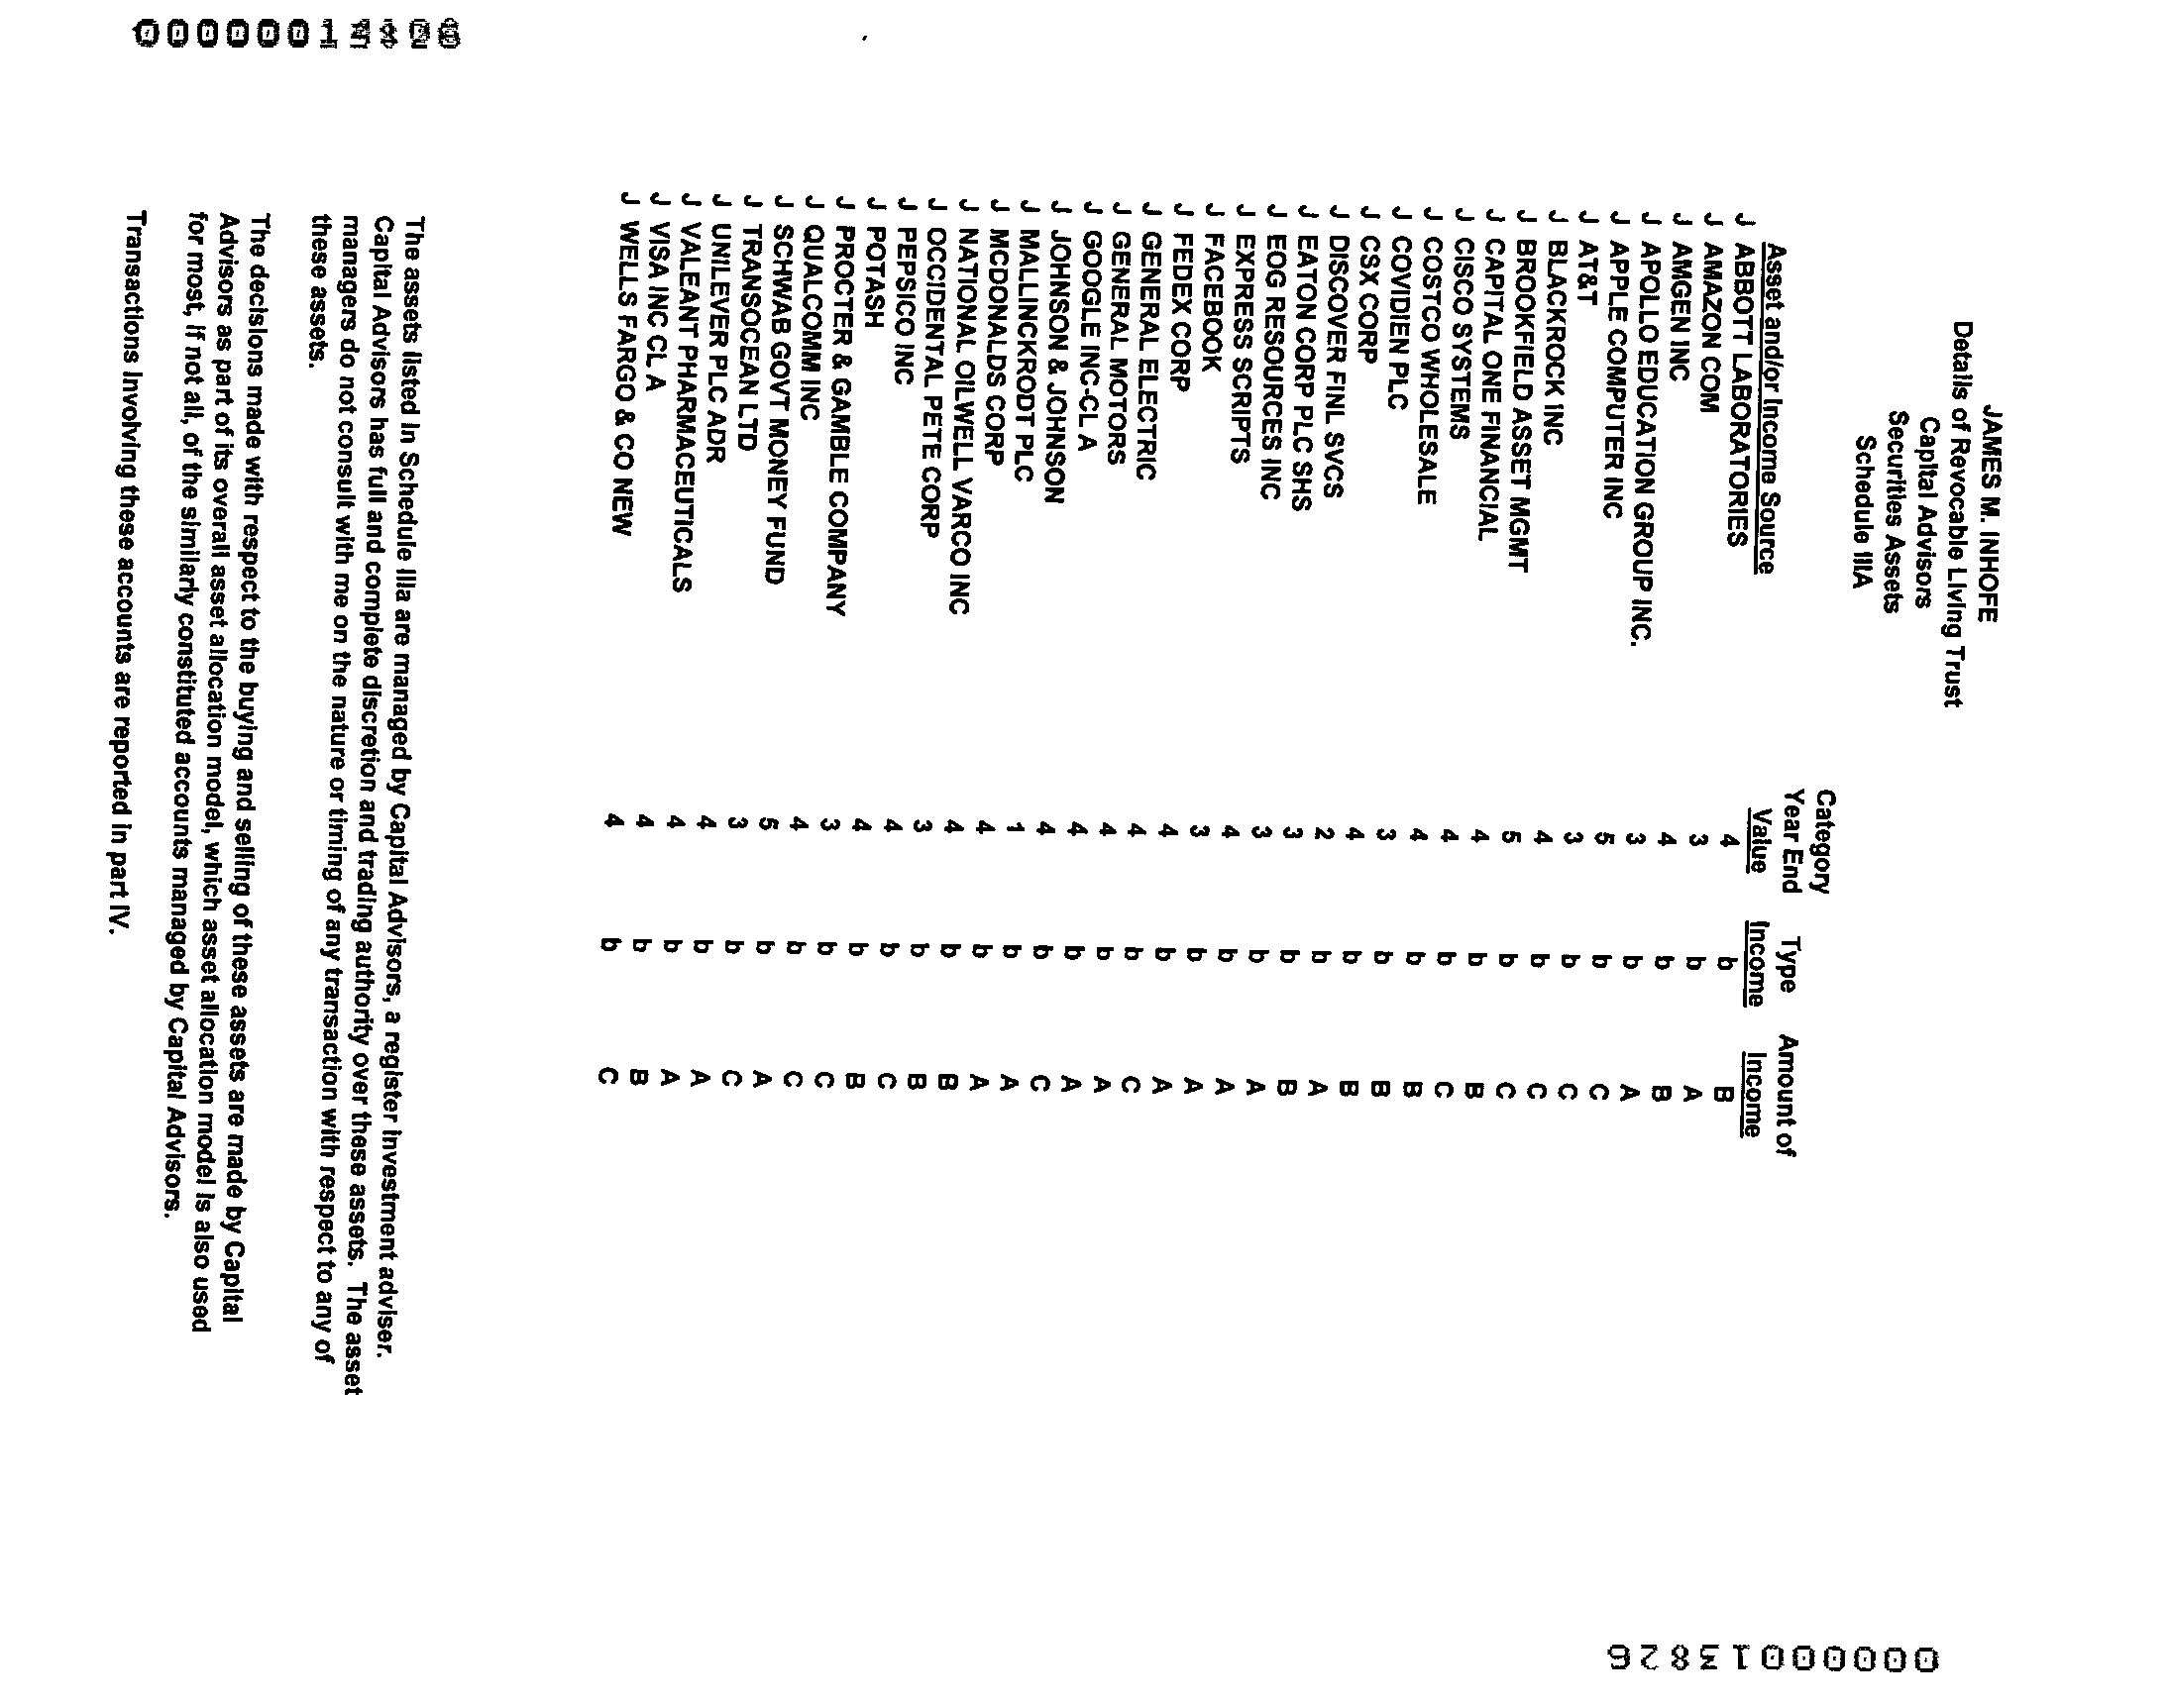 JAMES M. INHOFE
Details of Revocable Living Trust
Capital Advisors
Securities Assets
Schedule IIIA
Category
Year End Type Amount of
Asset and/or Income Source Value Income Income
J ABBOTT LABORATORIES 4 b B
J AMAZON COM 3 b A
J AMGEN INC 4 b B
J APOLLO EDUCATION GROUP INC. 3 b A
J APPLE COMPUTER INC 5 b C
J AT&T 3 b C
J BLACKROCK INC 4 b C
J BROOKFIELD ASSET MGMT 5 b C
J CAPITAL ONE FINANCIAL 4 b B
J CISCO SYSTEMS 4 b C
J COSTCO WHOLESALE 4 b B
J COVIDIEN PLC 3 b B
J CSX CORP 4 b B
J DISCOVER FINL SVCS 2 b A
J EATON CORP PLC SHS 3 b B
J EOG RESOURCES INC 3 b A
J EXPRESS SCRIPTS 4 b A
J FACEBOOK 3 b A
J FEDEX CORP 4 b A
J GENERAL ELECTRIC 4 b C
J GENERAL MOTORS 4 b A
J GOOGLE INC-CL A 4 b A
J JOHNSON & JOHNSON 4 b C
J MALLINCKRODT PLC 1 b A
J MCDONALDS CORP 4 b A
J NATIONAL OILWELL VARCO INC 4 b B
J OCCIDENTAL PETE CORP 3 b B
J PEPSICO INC 4 b C
J POTASH 4 b B
J PROCTER & GAMBLE COMPANY 3 b C
J QUALCOMM INC 4 b C
J SCHWAB GOVT MONEY FUND 5 b A
J TRANSOCEAN LTD 3 b C
J UNILEVER PLC ADR 4 b A
J VALEANT PHARMACEUTICALS 4 b A
J VISA INC CL A 4 b B
J WELLS FARGO & CO NEW 4 b C
The assets listed in Schedule IIIa are managed by Capital Advisors, a register investment adviser.
Capital Advisors has full and complete discretion and trading authority over these assets. The asset
managers do not consult with me on the nature or timing of any transaction with respect to any of
these assets.
The decisions made with respect to the buying and selling of these assets are made by Capital
Advisors as part of its overall asset allocation model, which asset allocation model is also used
for most, if not all, of the similarly constituted accounts managed by Capital Advisors.
Transactions involving these accounts are reported in part IV.
00000013826